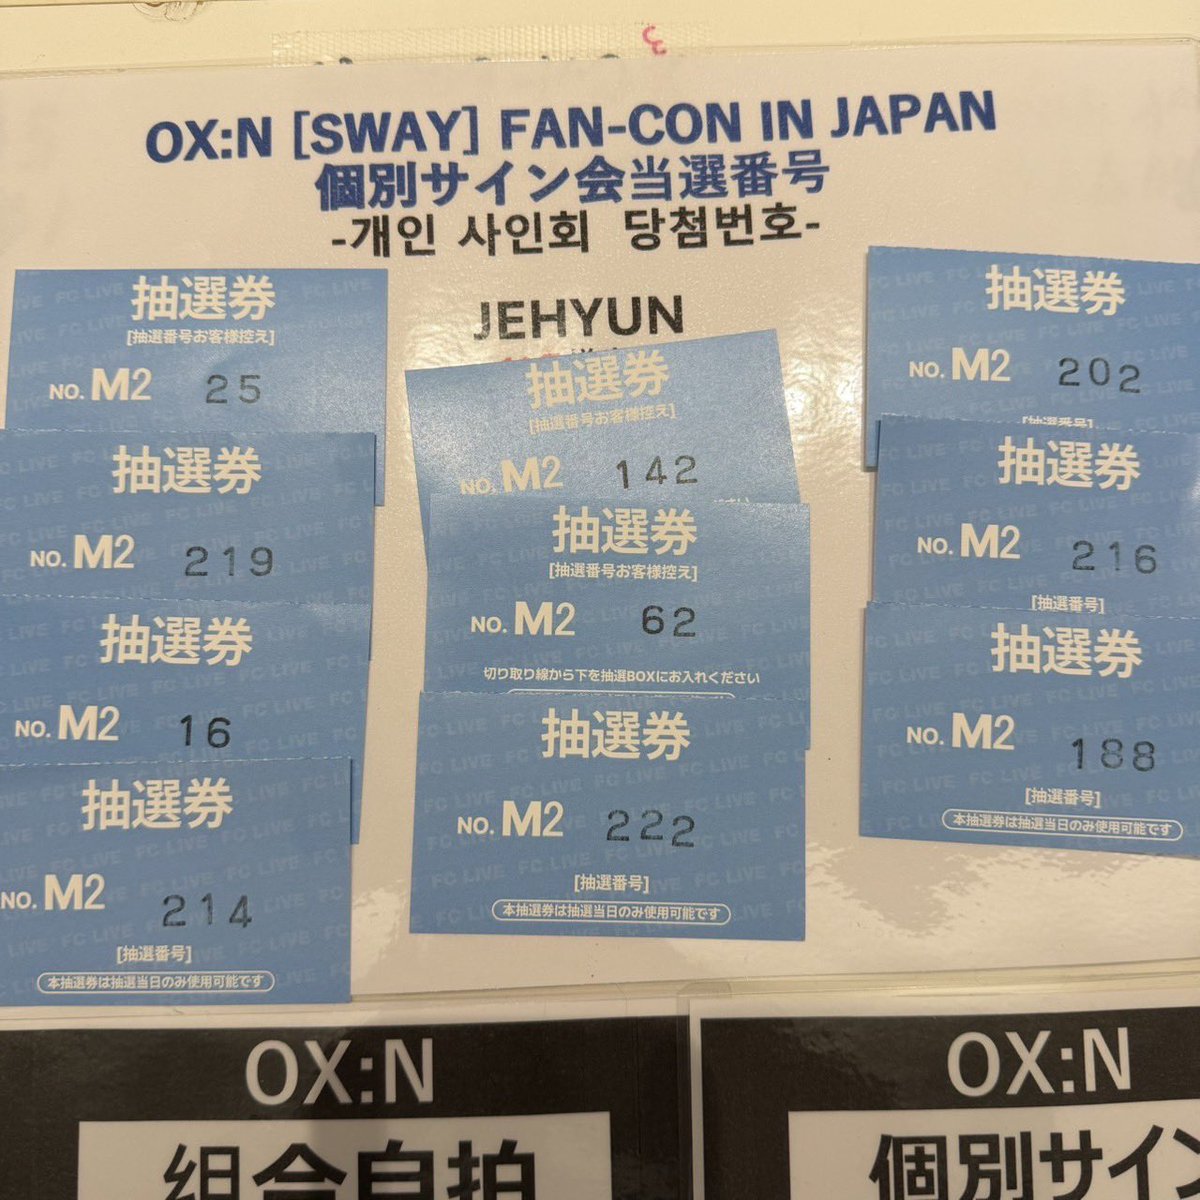 OX:N [SWAY] FAN-CON IN JAPAN
個別サイン会当選番号
-개인 사인회 당첨번호-
JEHYUN
抽選券
[抽選番号お客様控え]
NO. M2 25
抽選券
NO. M2 219
抽選券
NO. M2 16
抽選券
NO. M2 214
[抽選番号]
本抽選券は抽選当日のみ使用可能です
抽選券
[抽選番号お客様控え]
NO. M2 142
抽選券
[抽選番号お客様控え]
NO. M2 62
切り取り線から下を抽選BOXにお入れください
抽選券
NO. M2 222
[抽選番号]
本抽選券は抽選当日のみ使用可能です
抽選券
NO. M2 202
[抽選番号]
抽選券
NO. M2 216
[抽選番号]
抽選券
NO. M2 188
[抽選番号]
本抽選券は抽選当日のみ使用可能です
OX:N
組合自拍
OX:N
個別サイン